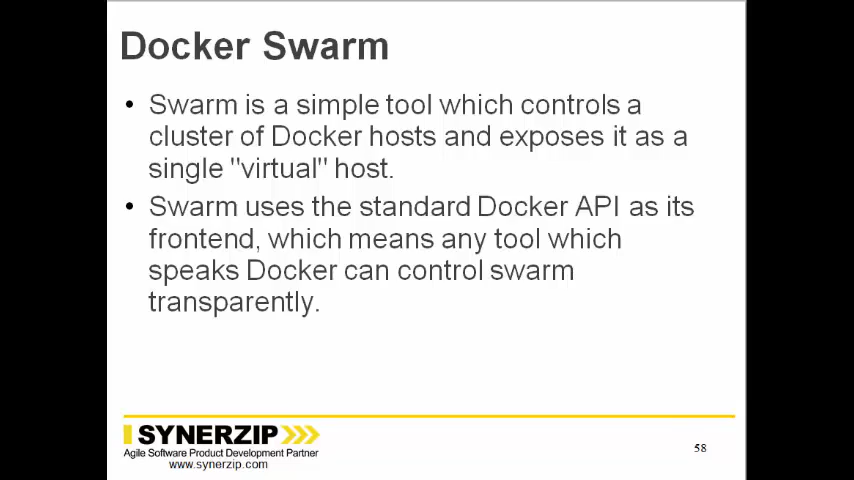 Docker Swarm
• Swarm is a simple tool which controls a
cluster of Docker hosts and exposes it as a
single "virtual" host.
• Swarm uses the standard Docker API as its
frontend, which means any tool which
speaks Docker can control swarm
transparently.
SYNERZIP
Agile Software Product Development Partner
www.synerzip.com
58